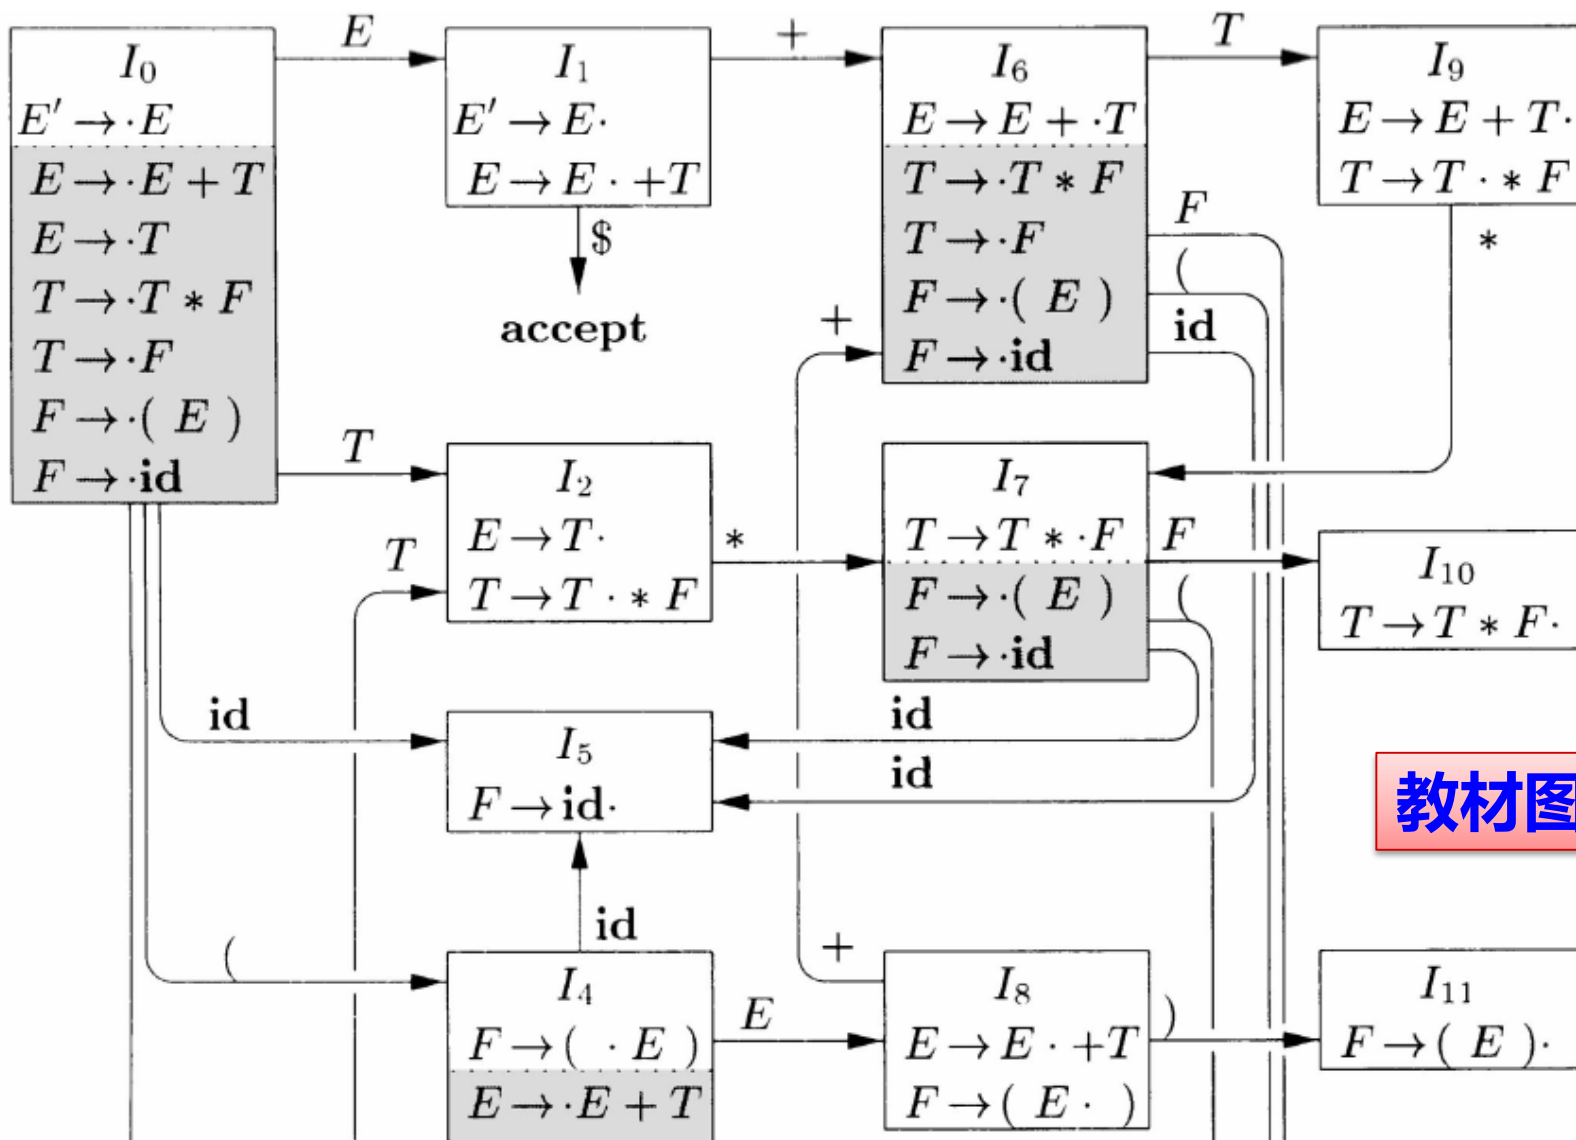 E
I₀
E' → ·E
E → ·E + T
E → ·T
T → ·T * F
T → ·F
F → ·( E )
F → ·id
I₁
E' → E·
E → E · +T
$
accept
+
I₆
E → E + ·T
T → ·T * F
T → ·F
F → ·( E )
F → ·id
T
I₉
E → E + T·
T → T · * F
*
F
(
id
+
T
I₂
E → T·
T → T · * F
T
*
I₇
T → T * ·F
F → ·( E )
F → ·id
F
(
I₁₀
T → T * F·
id
I₅
F → id·
id
id
教材图
id
(
I₄
F → ( · E )
E → ·E + T
E
+
I₈
E → E · +T
F → ( E · )
)
I₁₁
F → ( E )·